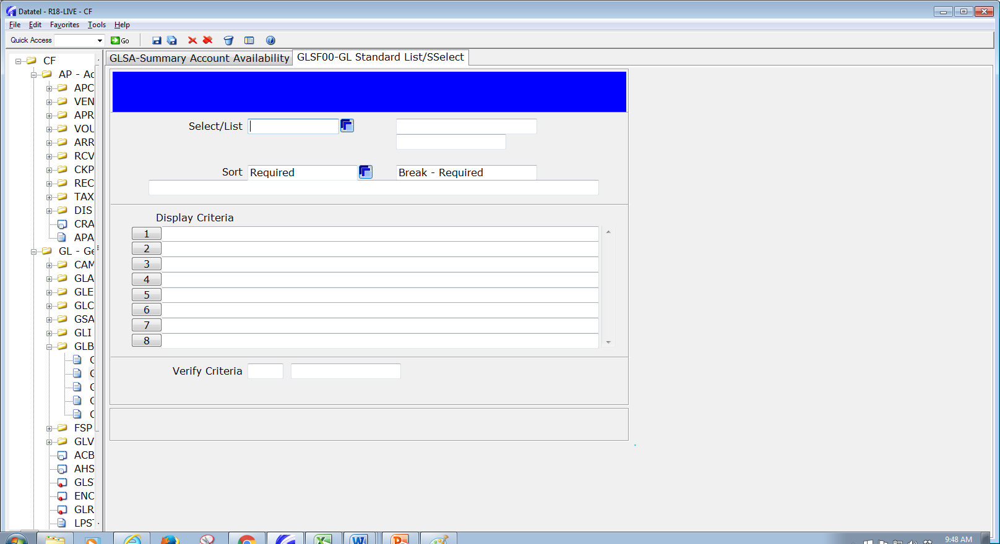 Datatel - R18-LIVE - CF
File Edit Favorites Tools Help
Quick Access Go
CF
AP - Ac
APC
VEN
APR
VOU
ARR
RCV
CKP
REC
TAX
DIS
CRA
APA
GL - Ge
CAM
GLA
GLE
GLC
GSA
GLI
GLB
FSP
GLV
ACB
AHS
GLS
ENC
GLR
LPS
GLSA-Summary Account Availability GLSF00-GL Standard List/SSelect
Select/List
Sort Required Break - Required
Display Criteria
1
2
3
4
5
6
7
8
Verify Criteria
9:48 AM